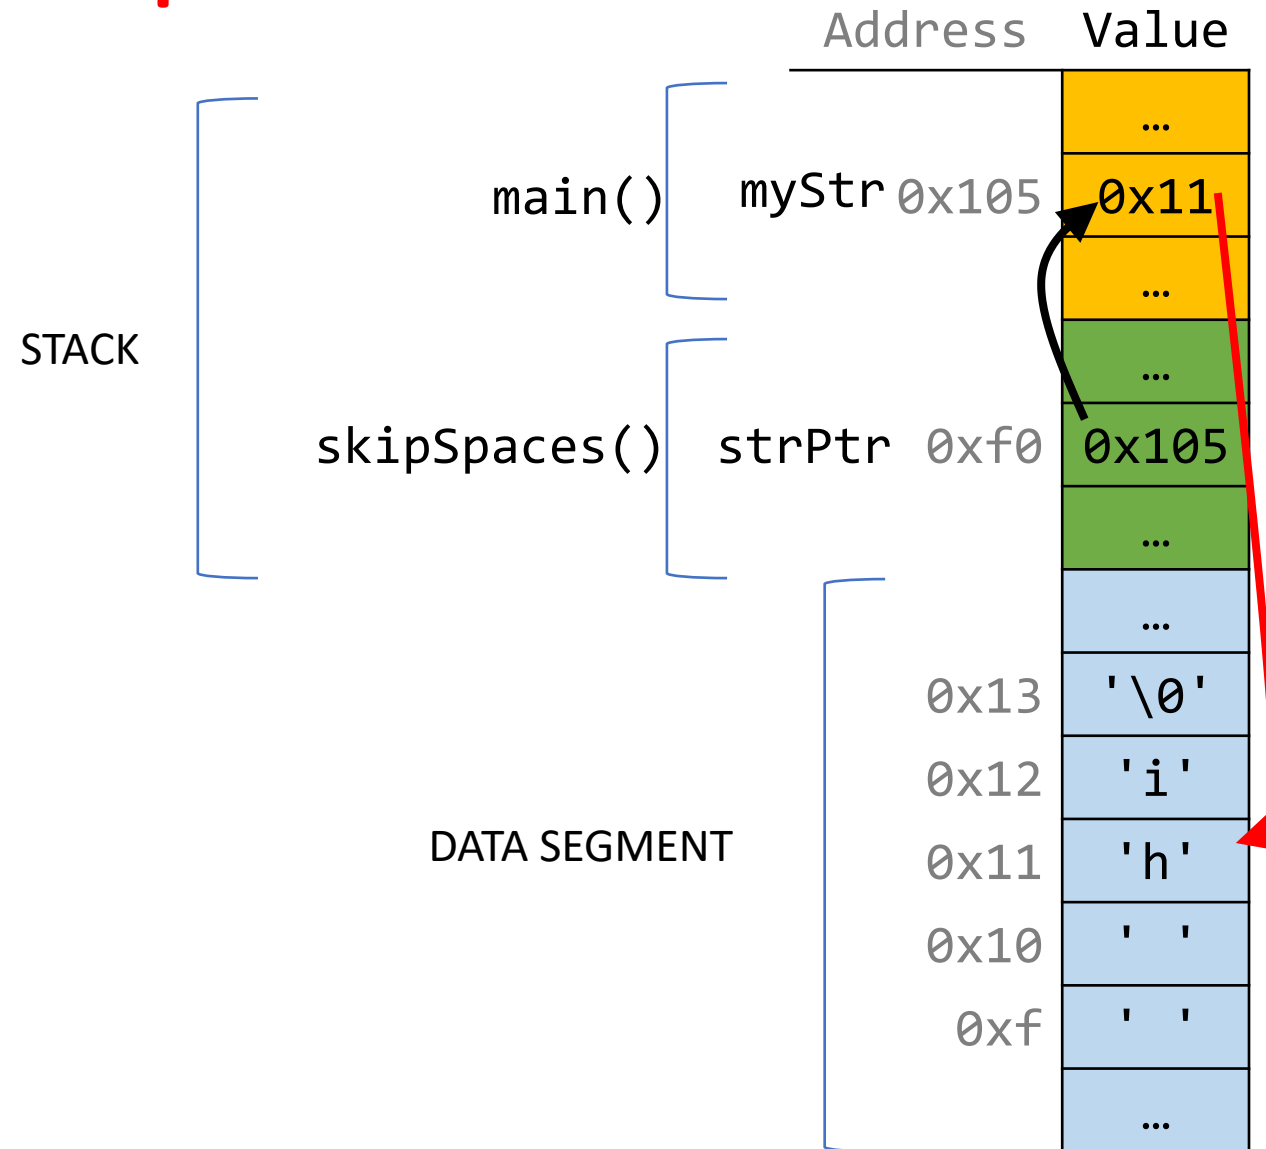 Address Value
…
main() myStr 0x105 0x11
…
STACK
…
skipSpaces() strPtr 0xf0 0x105
…
…
0x13 '\0'
0x12 'i'
DATA SEGMENT
0x11 'h'
0x10 ' '
0xf ' '
…